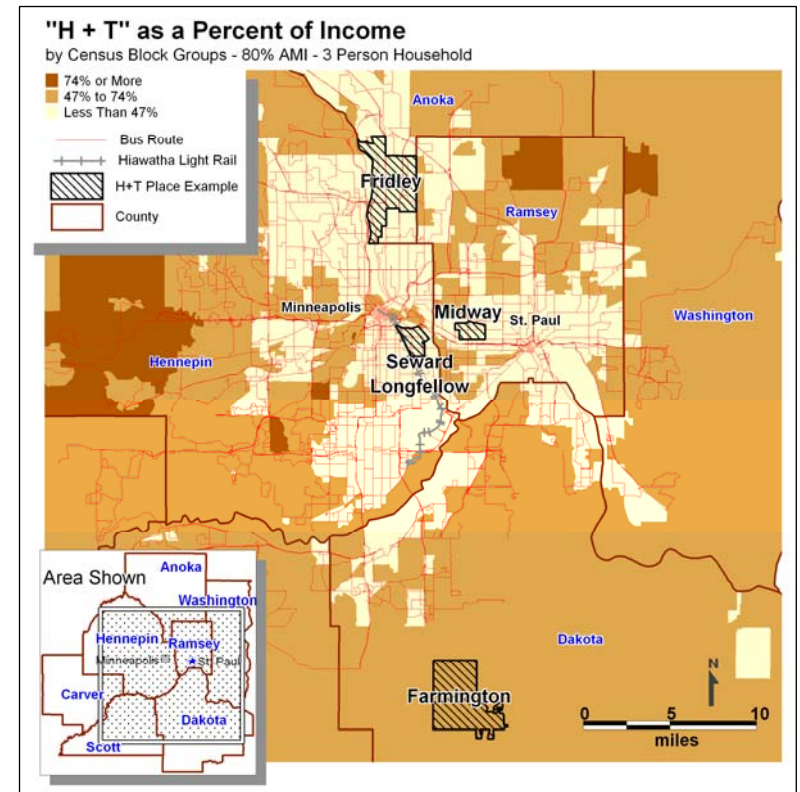 "H + T" as a Percent of Income
by Census Block Groups - 80% AMI - 3 Person Household
74% or More
47% to 74%
Less Than 47%
Bus Route
Hiawatha Light Rail
H+T Place Example
County
Anoka
Fridley
Ramsey
Minneapolis
Midway
St. Paul
Washington
Hennepin
Seward
Longfellow
Area Shown
Anoka
Washington
Hennepin
Ramsey
Minneapolis
St. Paul
Carver
Dakota
Scott
Dakota
Farmington
N
0 5 10
miles